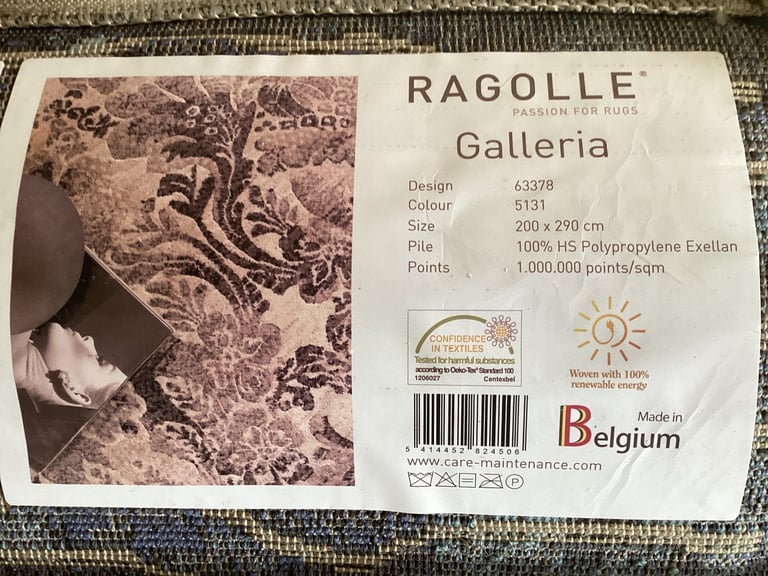 RAGOLLE®
PASSION FOR RUGS
Galleria
Design 63378
Colour 5131
Size 200 x 290 cm
Pile 100% HS Polypropylene Exellan
Points 1.000.000 points/sqm
CONFIDENCE
IN TEXTILES
Tested for harmful substances
according to Oeko-Tex® Standard 100
1206027 Centexbel
Woven with 100%
renewable energy
5 414452 824506
Made in
Belgium
www.care-maintenance.com
P